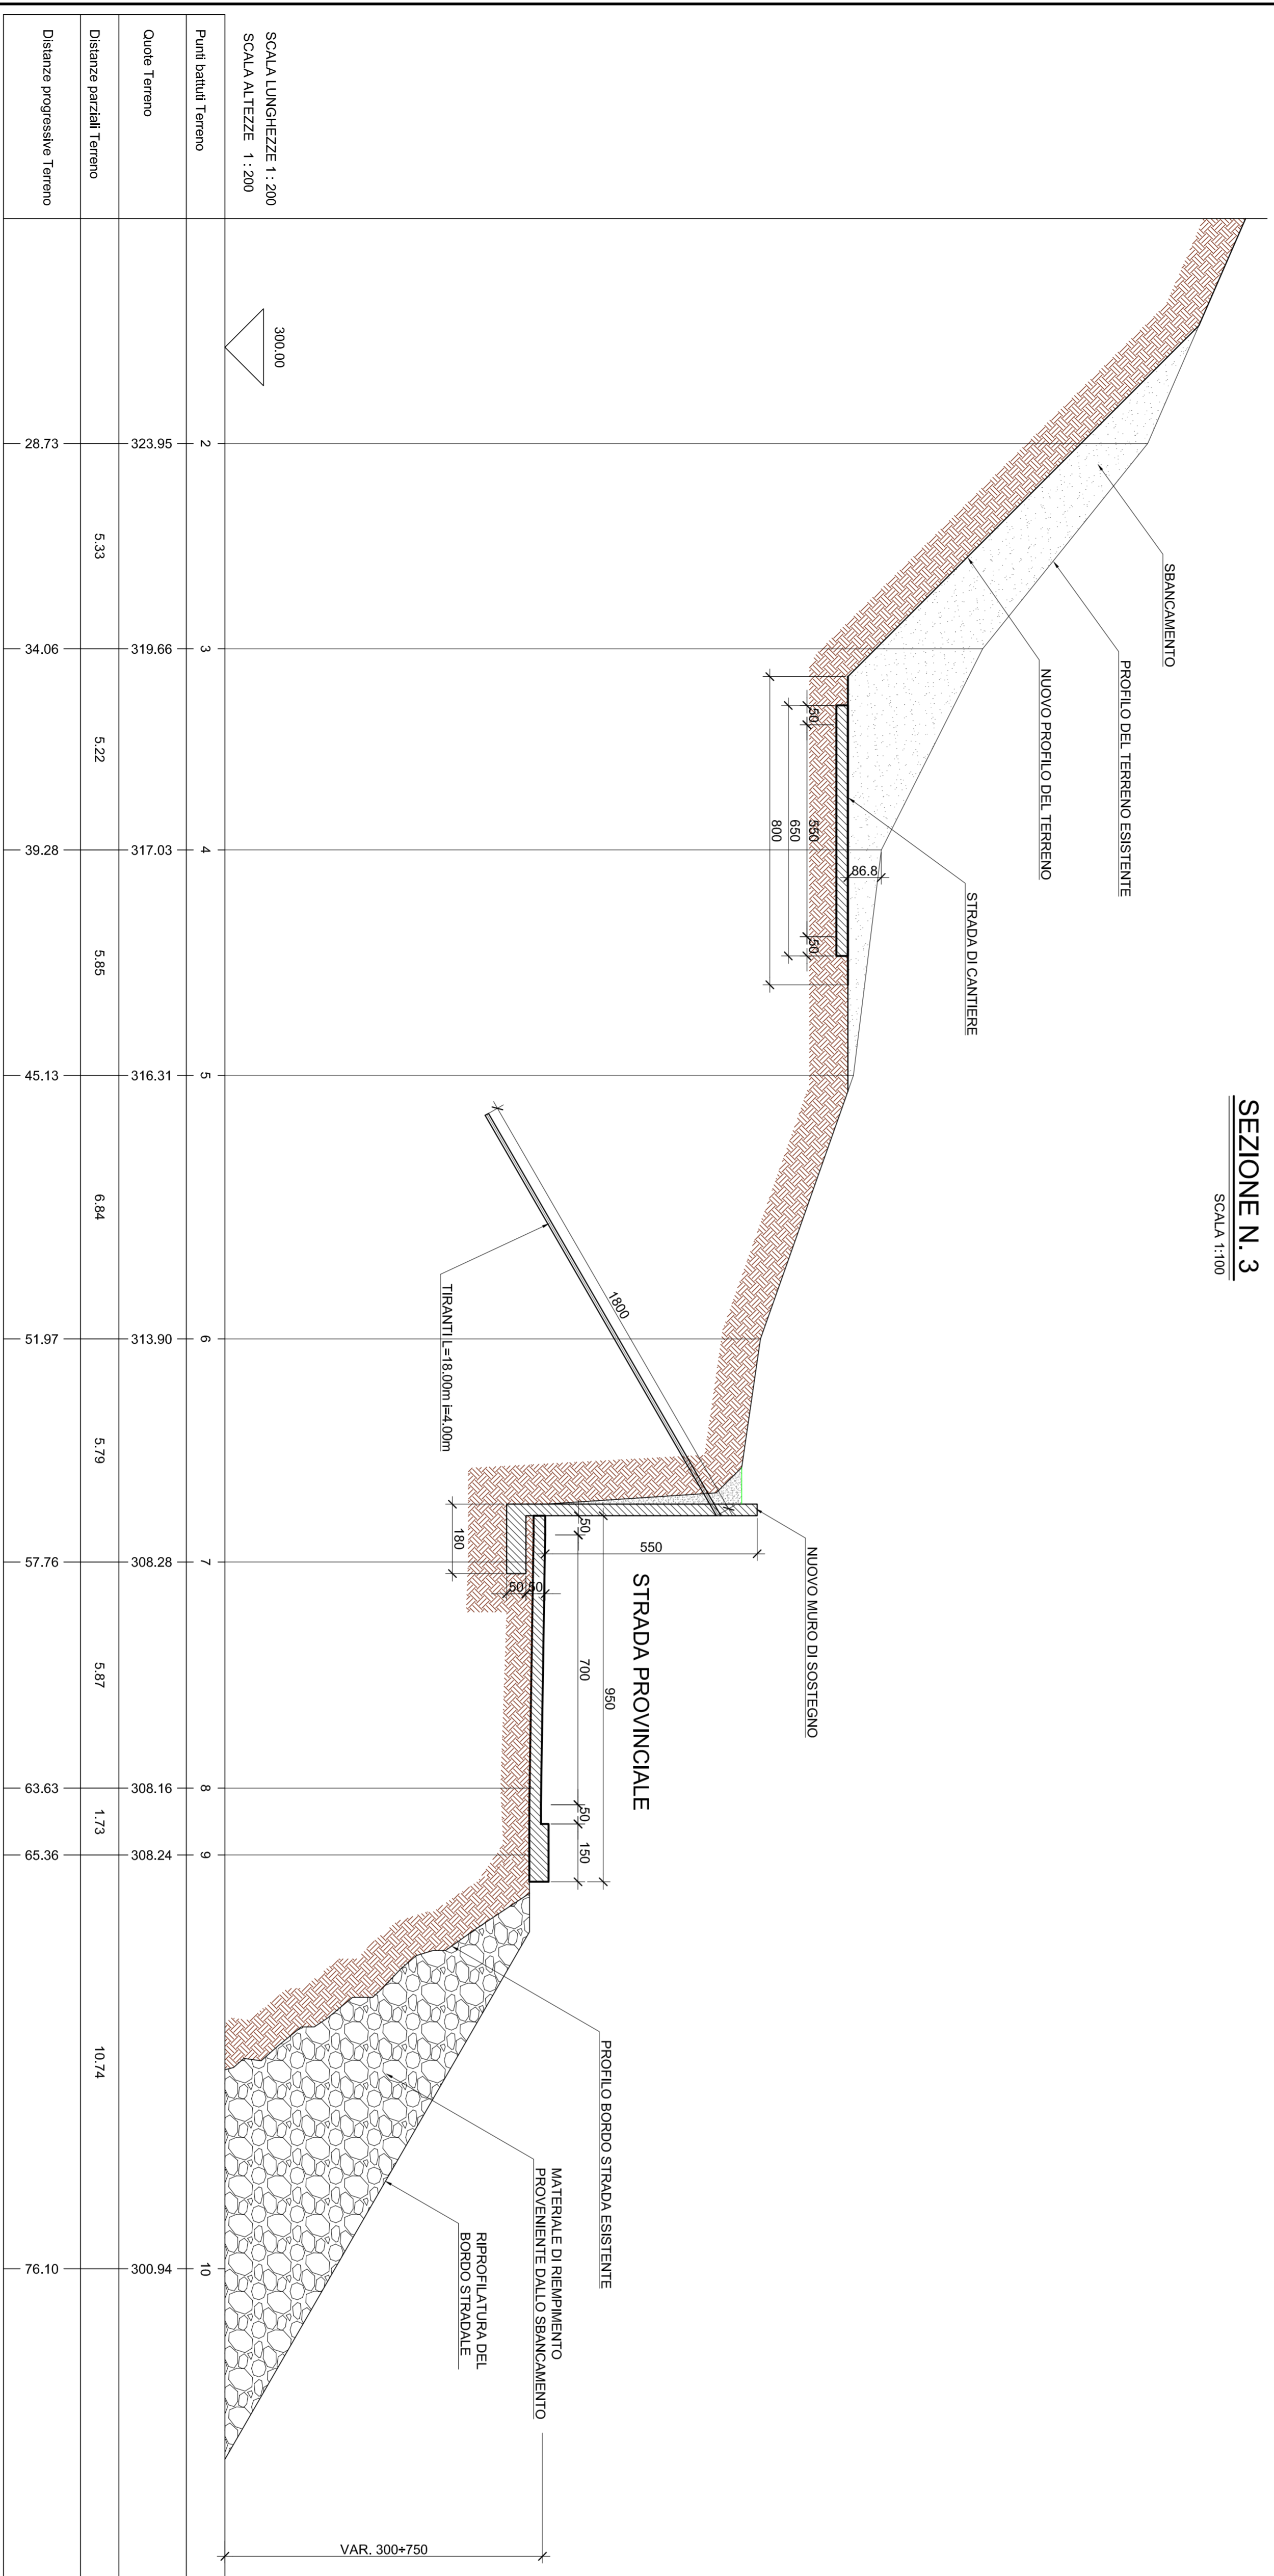 SEZIONE N. 3
SCALA 1:100
SBANCAMENTO
PROFILO DEL TERRENO ESISTENTE
NUOVO PROFILO DEL TERRENO
STRADA DI CANTIERE
86.8
50
550
50
650
800
NUOVO MURO DI SOSTEGNO
STRADA PROVINCIALE
1800
TIRANTI L=18.00m i=4.00m
550
950
50
700
50
150
50
50
180
PROFILO BORDO STRADA ESISTENTE
MATERIALE DI RIEMPIMENTO
PROVENIENTE DALLO SBANCAMENTO
RIPROFILATURA DEL
BORDO STRADALE
VAR. 300÷750
300.00
SCALA LUNGHEZZE 1 : 200
SCALA ALTEZZE 1 : 200
Punti battuti Terreno 2 3 4 5 6 7 8 9 10
Quote Terreno 323.95 319.66 317.03 316.31 313.90 308.28 308.16 308.24 300.94
Distanze parziali Terreno 5.33 5.22 5.85 6.84 5.79 5.87 1.73 10.74
Distanze progressive Terreno 28.73 34.06 39.28 45.13 51.97 57.76 63.63 65.36 76.10